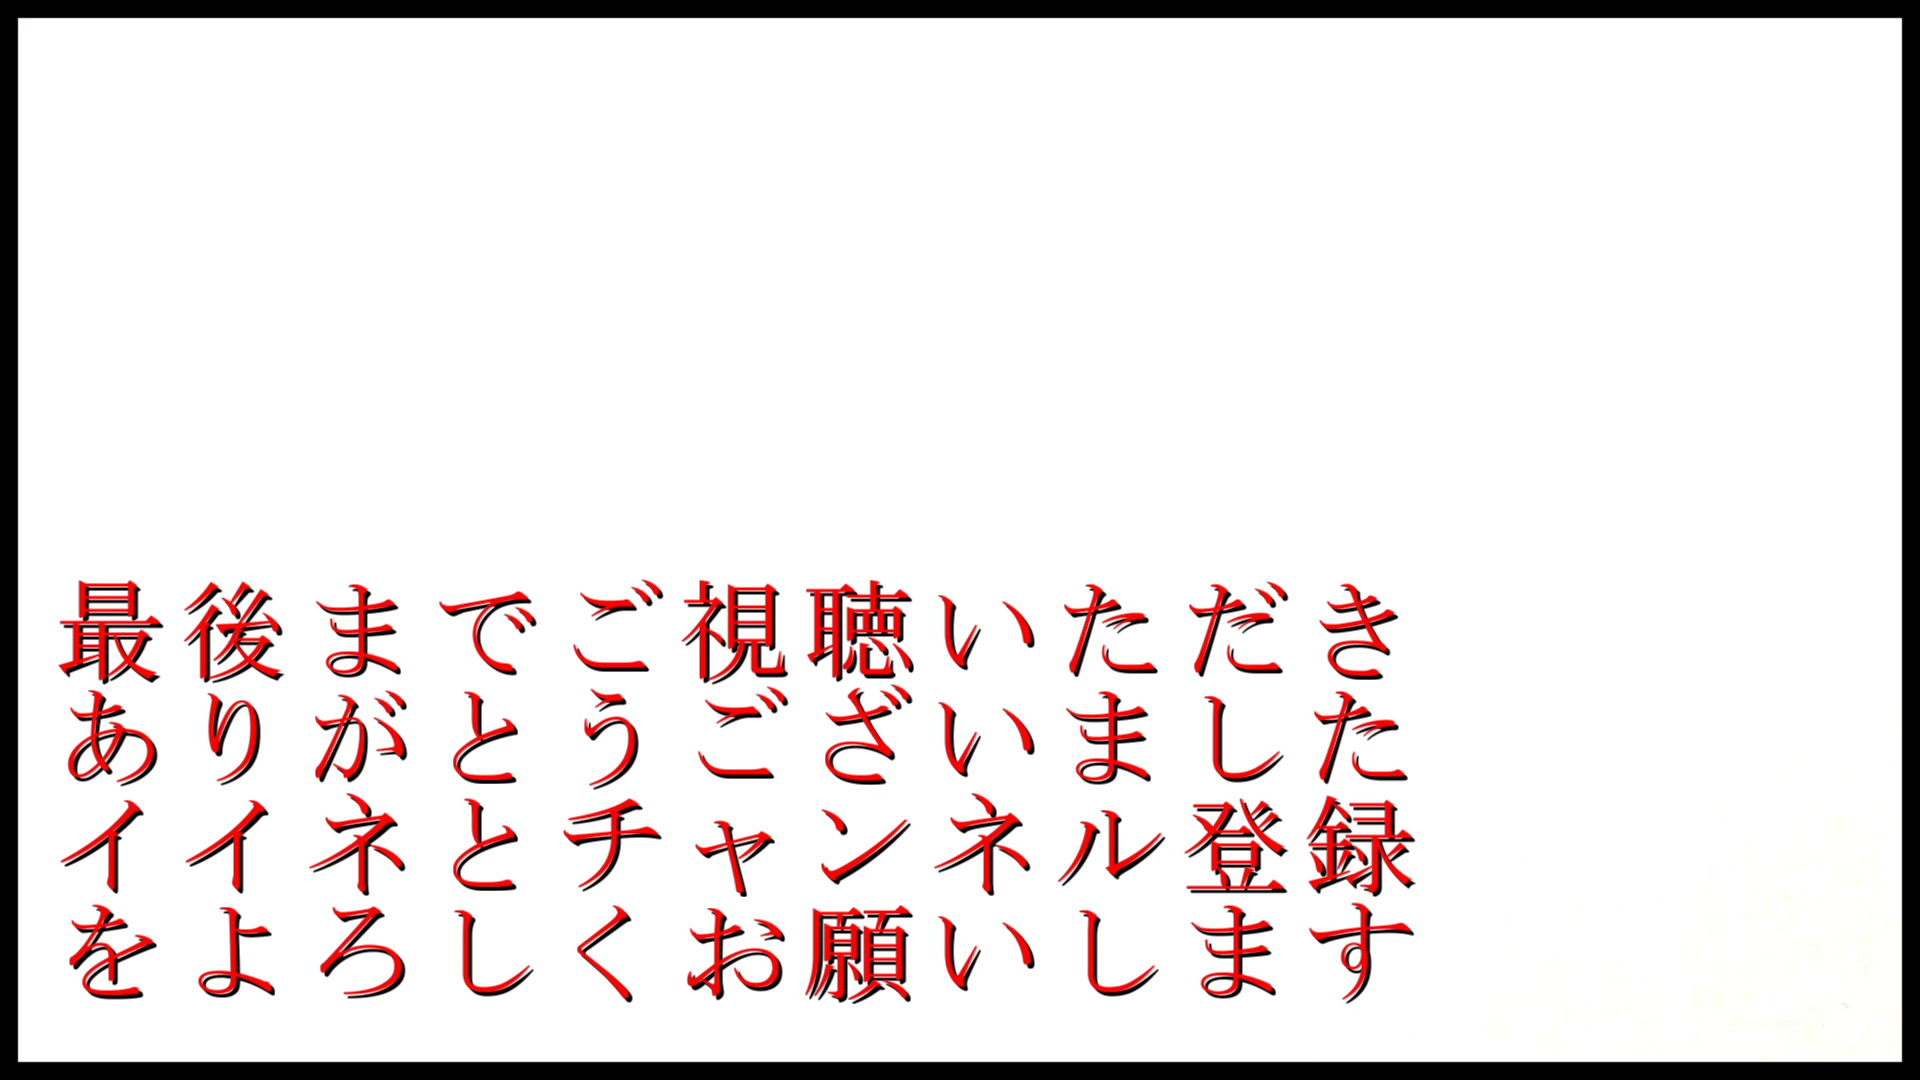 最後までご視聴いただき
ありがとうございました
イイネとチャンネル登録
をよろしくお願いします